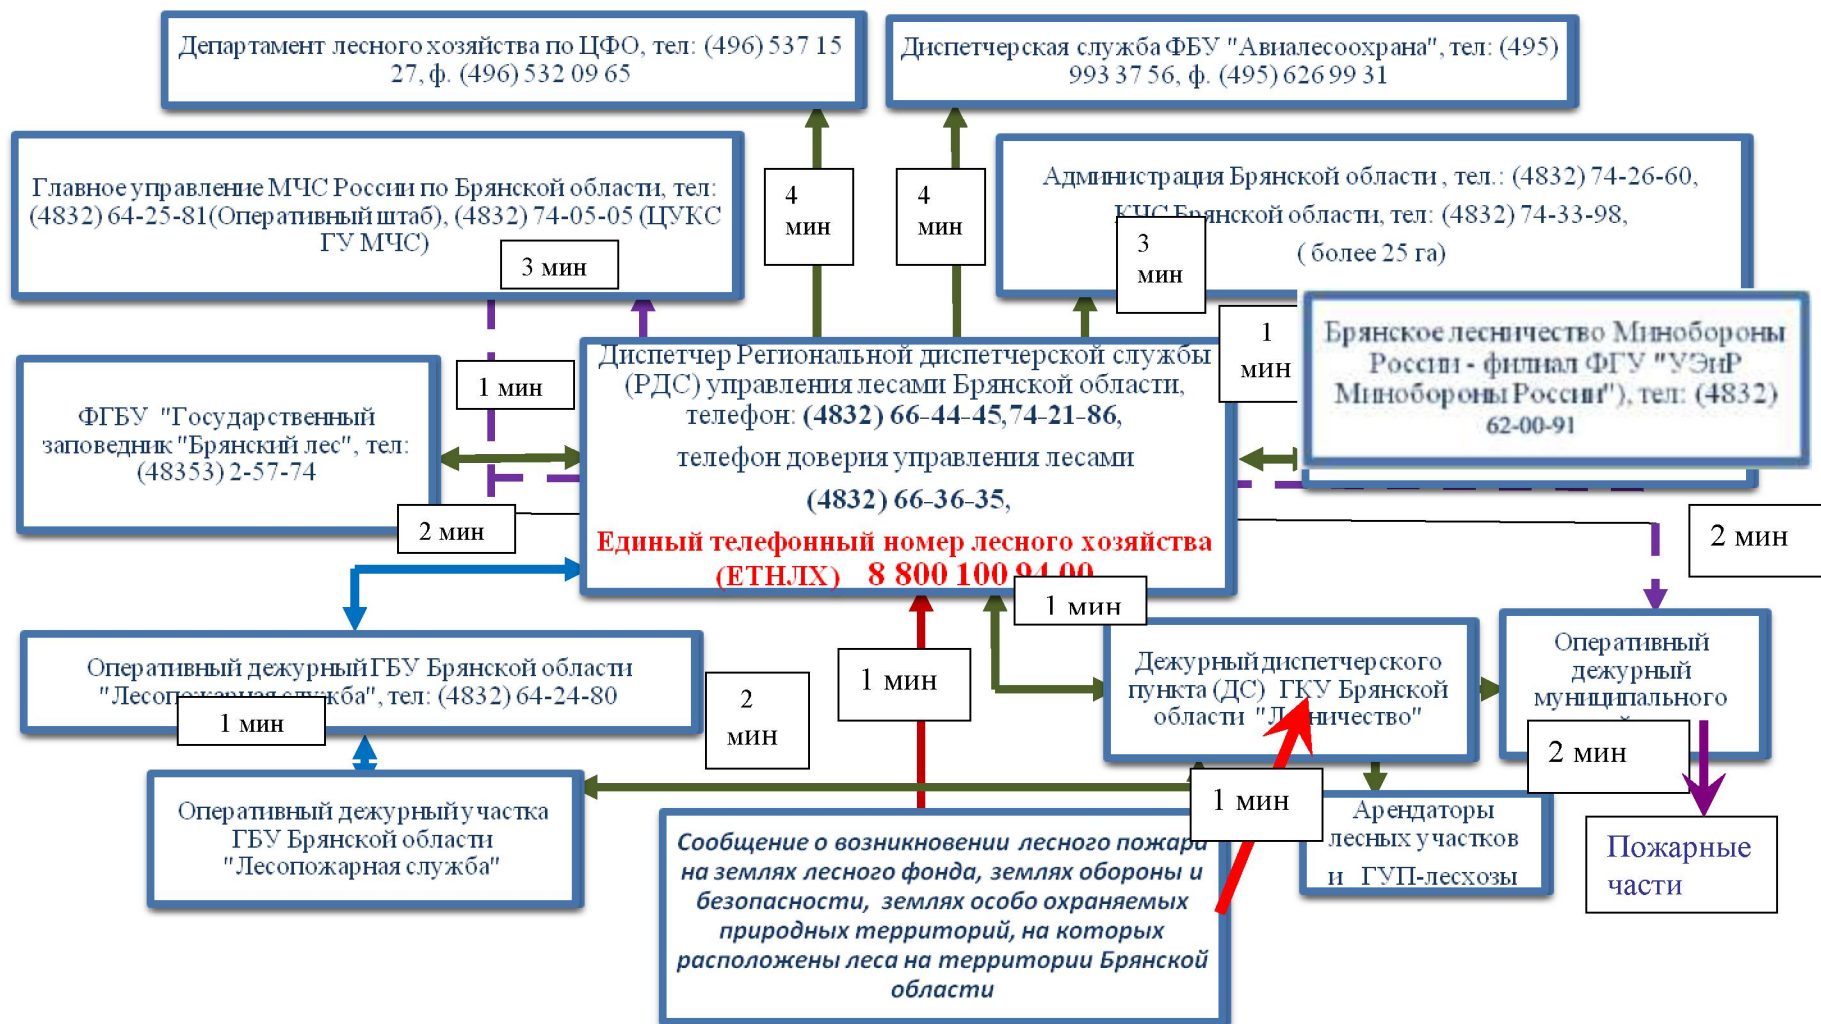 Департамент лесного хозяйства по ЦФО, тел: (496) 537 15
27, ф. (496) 532 09 65
Диспетчерская служба ФБУ "Авиалесоохрана", тел: (495)
993 37 56, ф. (495) 626 99 31
Главное управление МЧС России по Брянской области, тел:
(4832) 64-25-81(Оперативный штаб), (4832) 74-05-05 (ЦУКС
ГУ МЧС)
3 мин
4
мин
4
мин
Администрация Брянской области , тел.: (4832) 74-26-60,
КЧС Брянской области, тел: (4832) 74-33-98,
( более 25 га)
3
мин
1
мин
Брянское лесничество Минобороны
России - филиал ФГУ "УЭиР
Минобороны России"), тел: (4832)
62-00-91
1 мин
ФГБУ "Государственный
заповедник "Брянский лес", тел:
(48353) 2-57-74
2 мин
Диспетчер Региональной диспетчерской службы
(РДС) управления лесами Брянской области,
телефон: (4832) 66-44-45,74-21-86,
телефон доверия управления лесами
(4832) 66-36-35,
Единый телефонный номер лесного хозяйства
(ЕТНЛХ) 8 800 100 94 00
1 мин
2 мин
Оперативный дежурный ГБУ Брянской области
"Лесопожарная служба", тел: (4832) 64-24-80
1 мин
2
мин
1 мин
Дежурный диспетчерского
пункта (ДС) ГКУ Брянской
области "Лесничество"
Оперативный
дежурный
муниципального
2 мин
Оперативный дежурный участка
ГБУ Брянской области
"Лесопожарная служба"
Сообщение о возникновении лесного пожара
на землях лесного фонда, землях обороны и
безопасности, землях особо охраняемых
природных территорий, на которых
расположены леса на территории Брянской
области
1 мин
Арендаторы
лесных участков
и ГУП-лесхозы
Пожарные
части